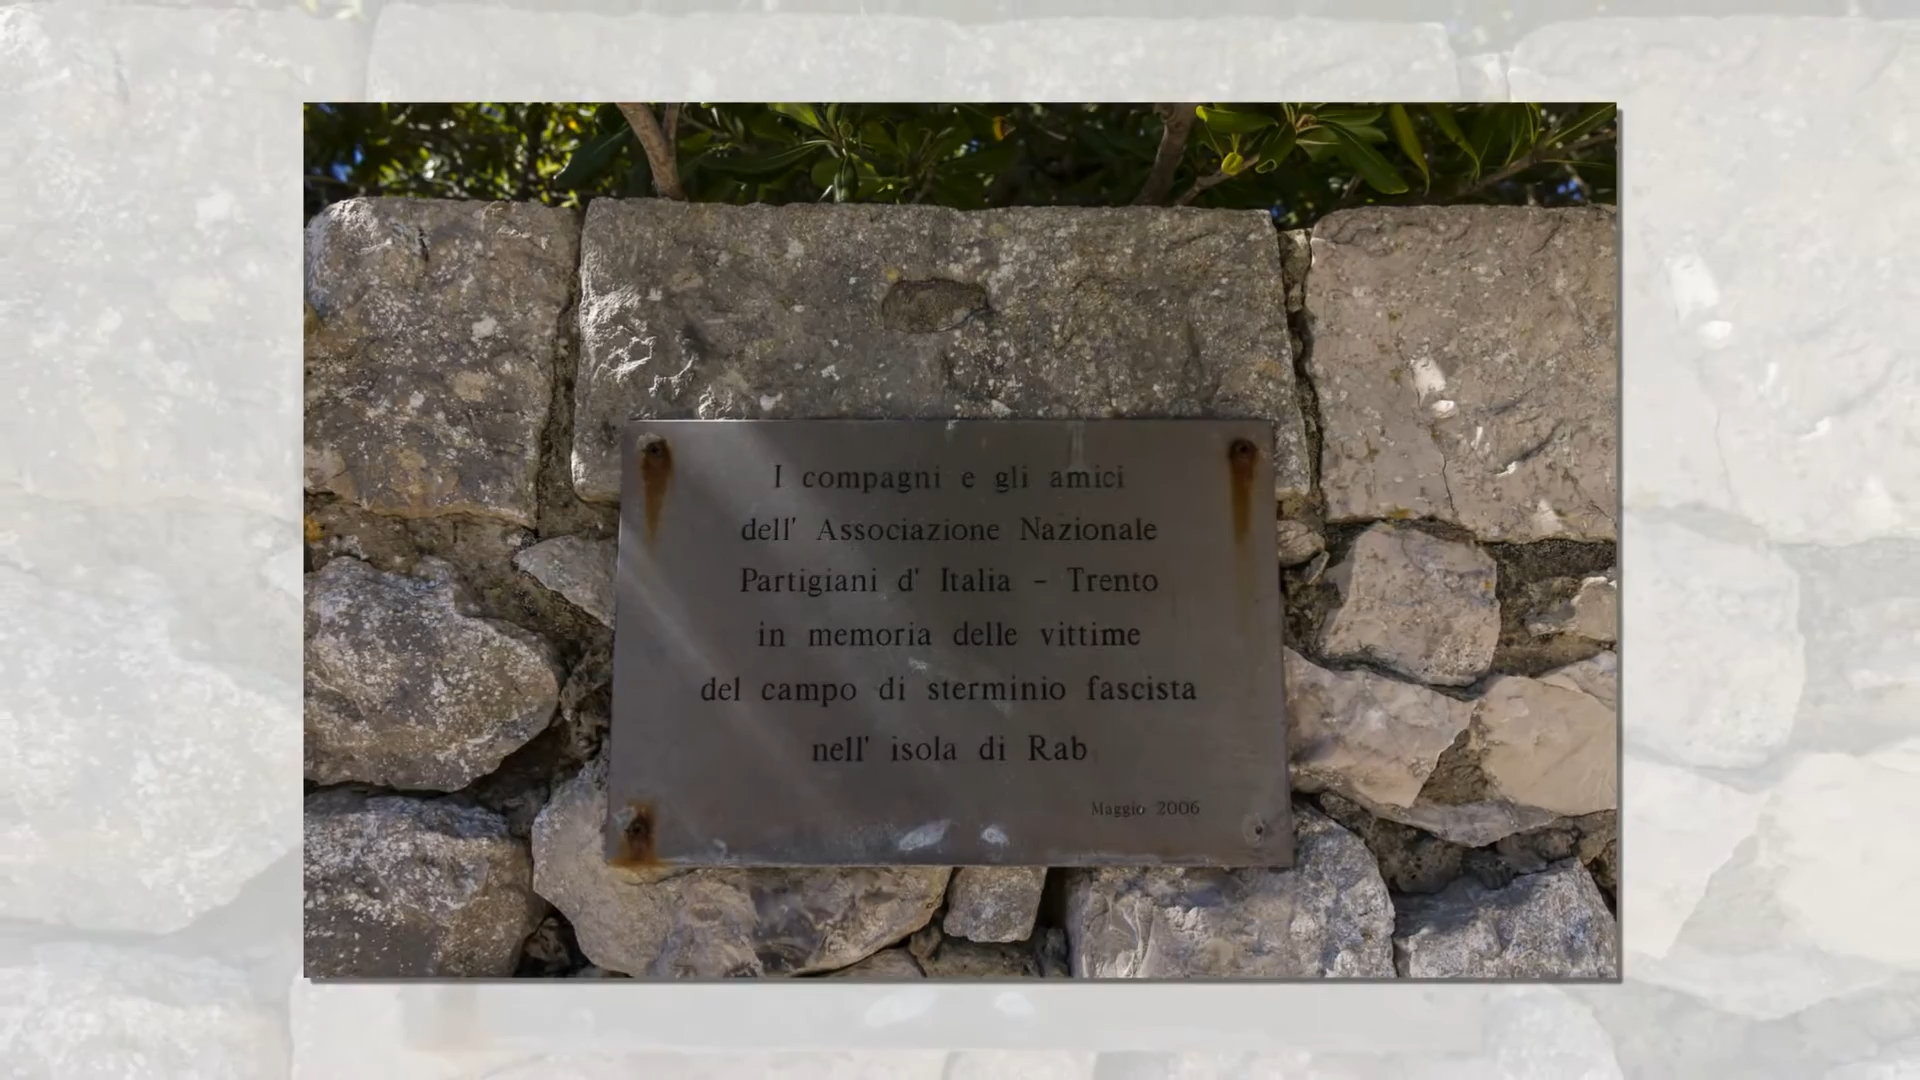 I compagni e gli amici
dell' Associazione Nazionale
Partigiani d' Italia - Trento
in memoria delle vittime
del campo di sterminio fascista
nell' isola di Rab
Maggio 2006